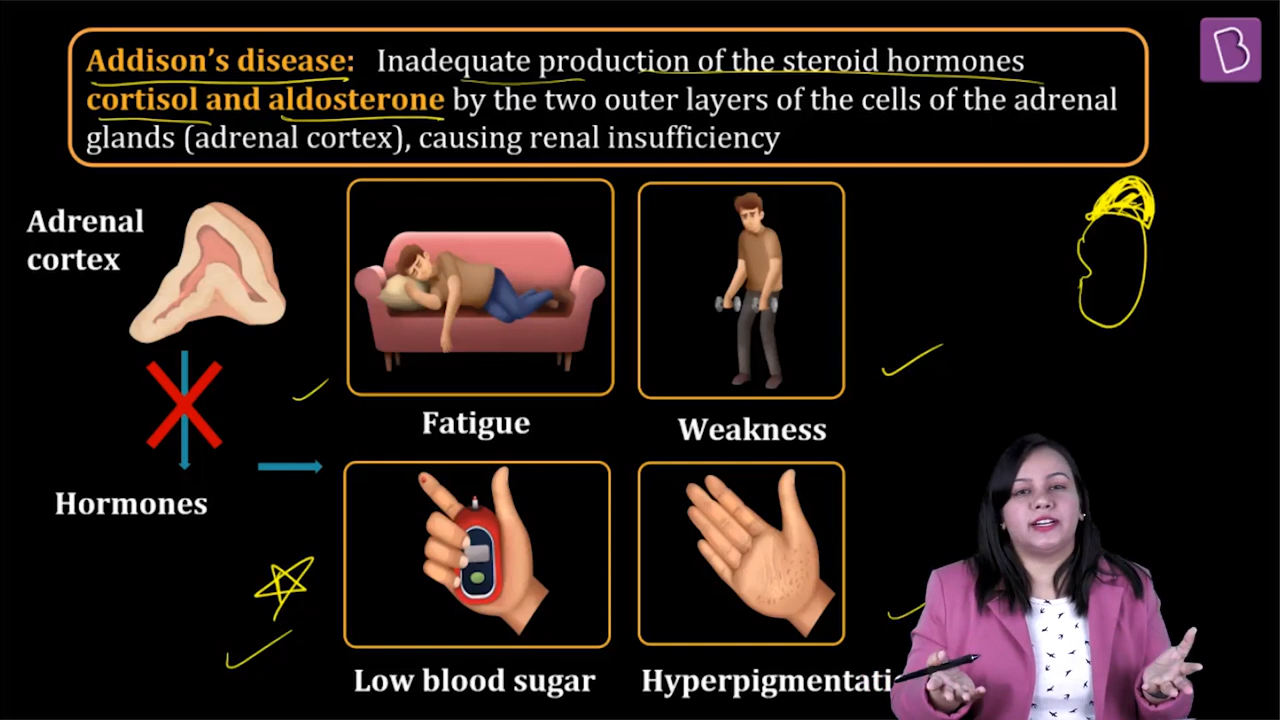 Addison's disease: Inadequate production of the steroid hormones
cortisol and aldosterone by the two outer layers of the cells of the adrenal
glands (adrenal cortex), causing renal insufficiency
Adrenal
cortex
Hormones
Fatigue
Weakness
Low blood sugar
Hyperpigmentati
B